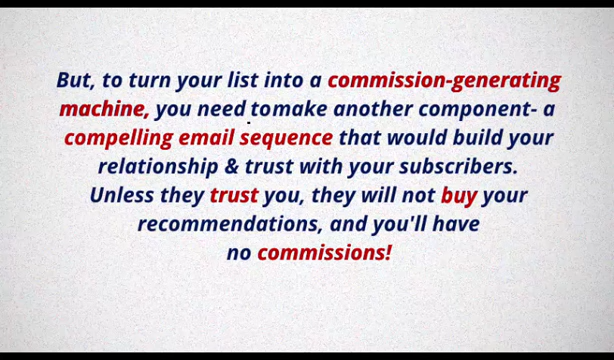 But, to turn your list into a commission-generating
machine, you need tomake another component- a
compelling email sequence that would build your
relationship & trust with your subscribers.
Unless they trust you, they will not buy your
recommendations, and you'll have
no commissions!